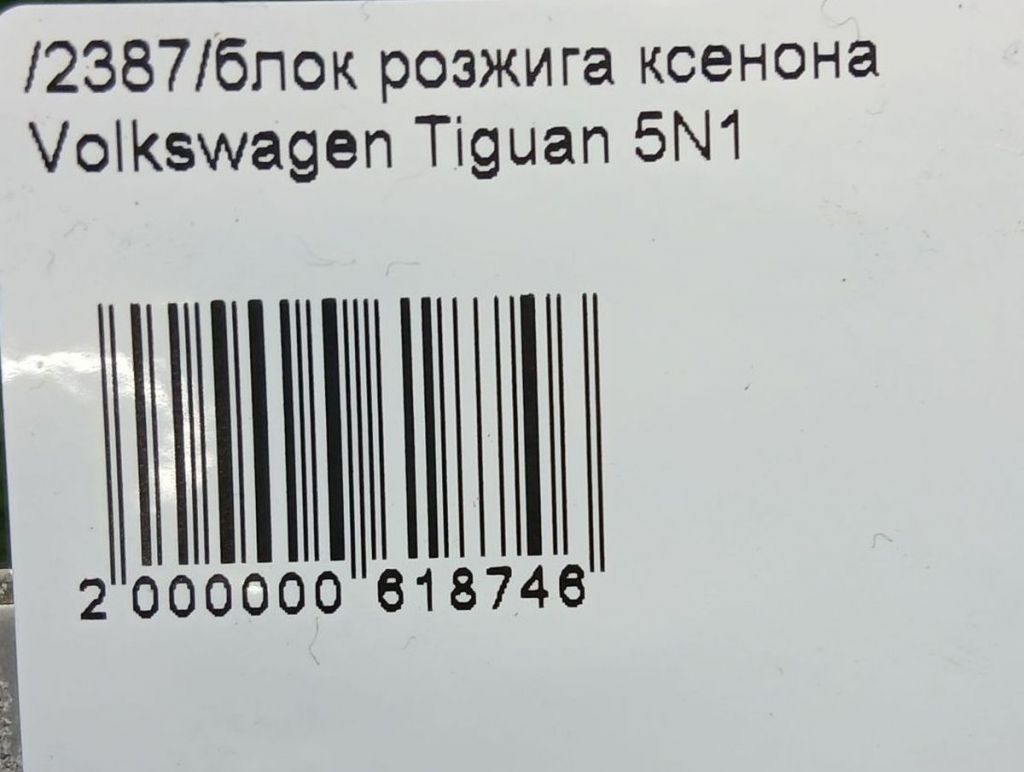 /2387/блок розжига ксенона
Volkswagen Tiguan 5N1
2 000000 618746